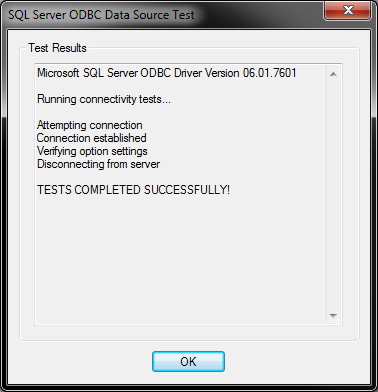 SQL Server ODBC Data Source Test
Test Results
Microsoft SQL Server ODBC Driver Version 06.01.7601
Running connectivity tests...
Attempting connection
Connection established
Verifying option settings
Disconnecting from server
TESTS COMPLETED SUCCESSFULLY!
OK